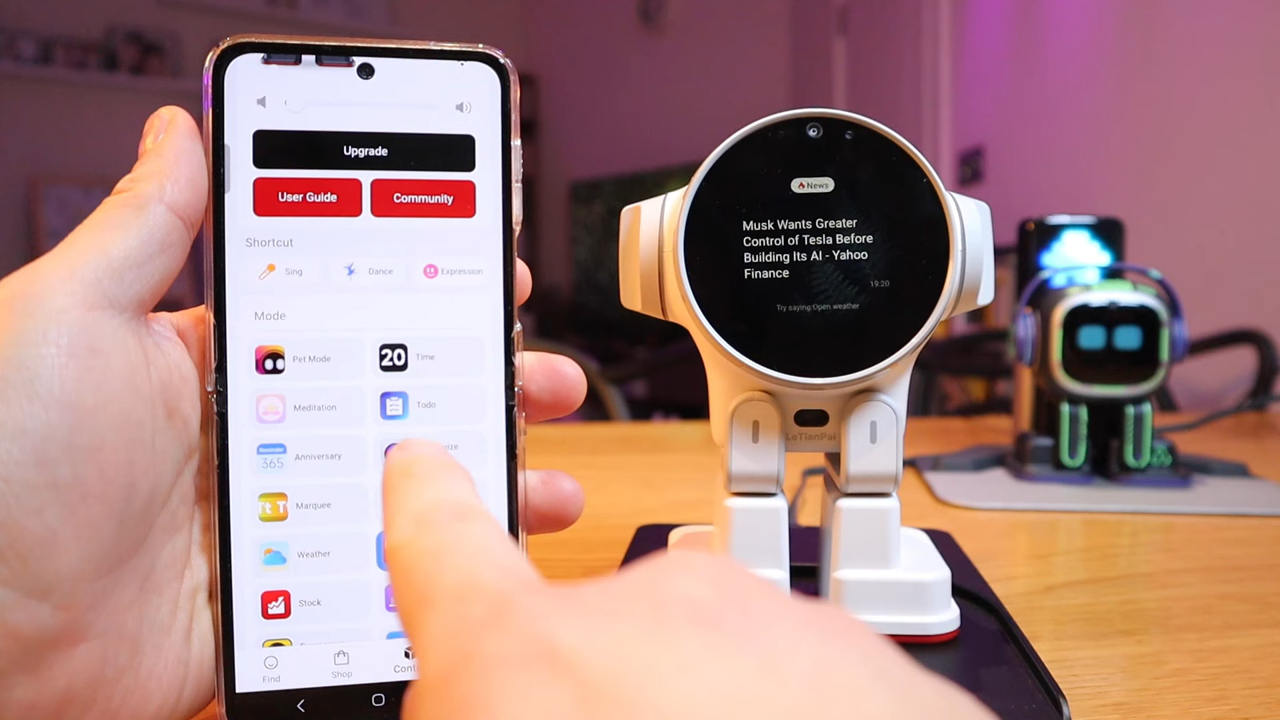 Upgrade
User Guide
Community
Shortcut
Sing
Dance
Expression
Mode
Pet Mode
20
Time
Meditation
Todo
Reminder
365
Anniversary
Marquee
Weather
Stock
Find
Shop
News
Musk Wants Greater
Control of Tesla Before
Building Its AI - Yahoo
Finance
19:20
Try saying:Open weather
LeTianPai